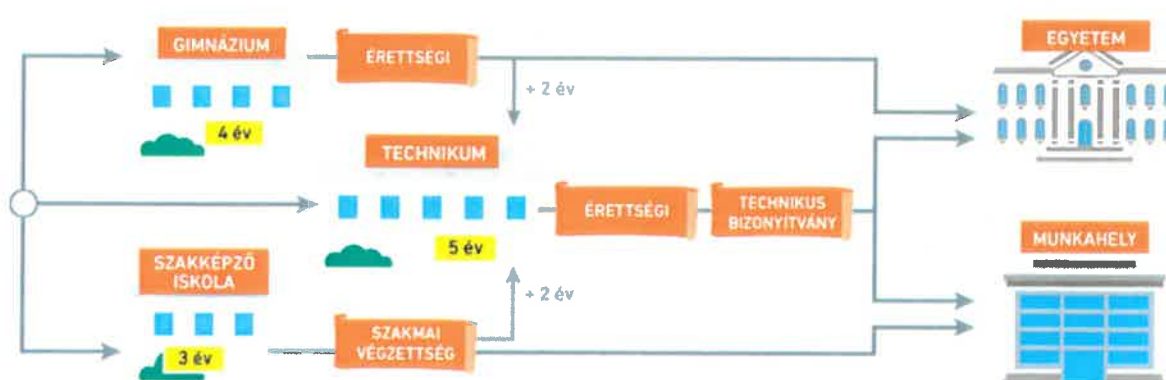 GIMNÁZIUM
ÉRETTSÉGI
EGYETEM
+ 2 év
4 év
TECHNIKUM
ÉRETTSÉGI
TECHNIKUS
BIZONYÍTVÁNY
5 év
MUNKAHELY
SZAKKÉPZŐ
ISKOLA
+ 2 év
SZAKMAI
VÉGZETTSÉG
3 év